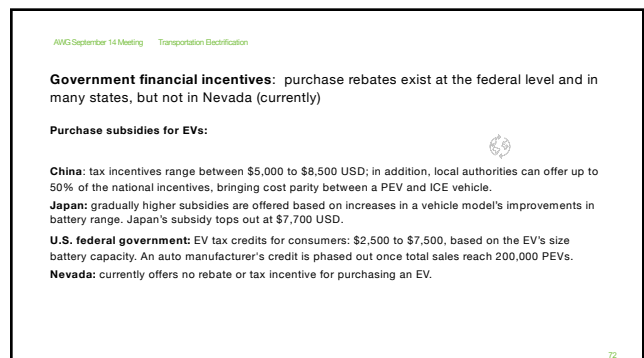 AWG September 14 Meeting Transportation Electrification
Government financial incentives: purchase rebates exist at the federal level and in
many states, but not in Nevada (currently)
Purchase subsidies for EVs:
China: tax incentives range between $5,000 to $8,500 USD; in addition, local authorities can offer up to
50% of the national incentives, bringing cost parity between a PEV and ICE vehicle.
Japan: gradually higher subsidies are offered based on increases in a vehicle model's improvements in
battery range. Japan's subsidy tops out at $7,700 USD.
U.S. federal government: EV tax credits for consumers: $2,500 to $7,500, based on the EV's size
battery capacity. An auto manufacturer's credit is phased out once total sales reach 200,000 PEVs.
Nevada: currently offers no rebate or tax incentive for purchasing an EV.
72